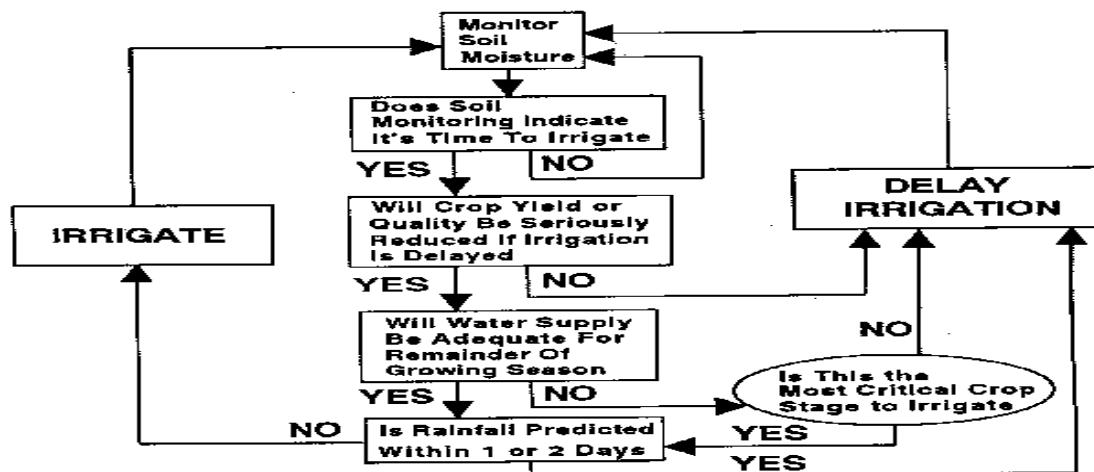 Monitor
Soil
Moisture
Does Soil
Monitoring Indicate
It's Time To Irrigate
YES
NO
DELAY
IRRIGATION
IRRIGATE
Will Crop Yield or
Quality Be Seriously
Reduced If Irrigation
Is Delayed
YES
NO
Will Water Supply
Be Adequate For
Remainder Of
Growing Season
NO
YES
NO
Is This the
Most Critical Crop
Stage to Irrigate
NO
Is Rainfall Predicted
Within 1 or 2 Days
YES
YES